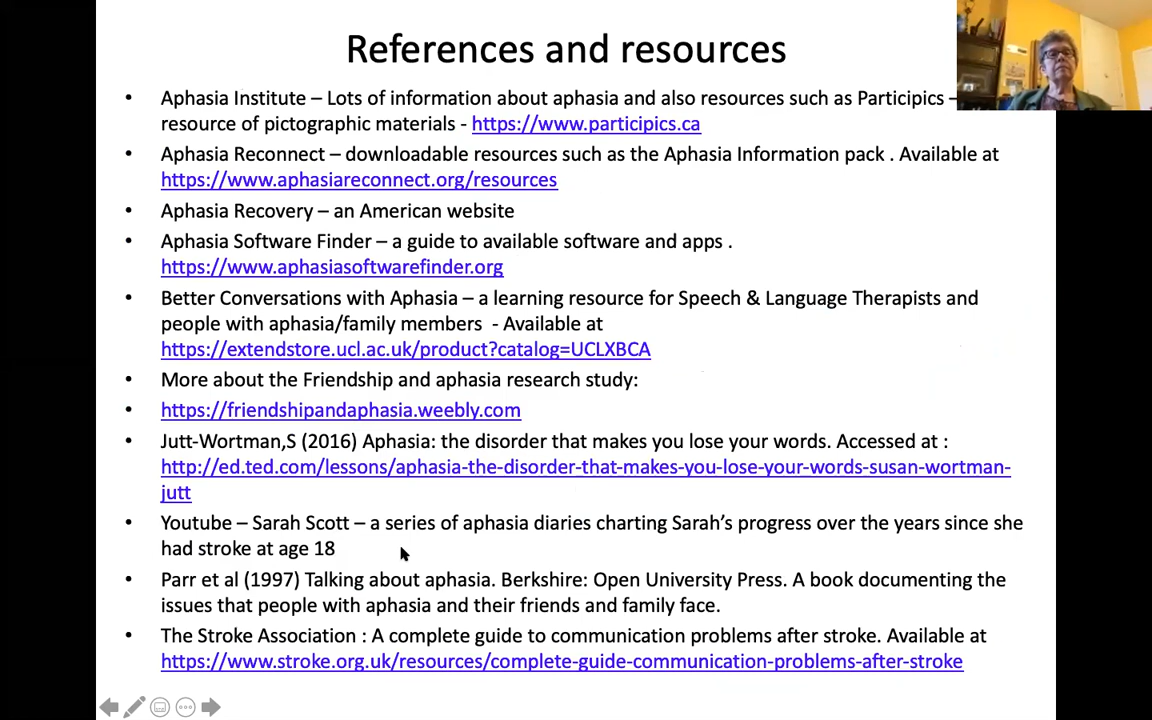 References and resources
• Aphasia Institute – Lots of information about aphasia and also resources such as Participics –
resource of pictographic materials - https://www.participics.ca
• Aphasia Reconnect – downloadable resources such as the Aphasia Information pack . Available at
https://www.aphasiareconnect.org/resources
• Aphasia Recovery – an American website
• Aphasia Software Finder – a guide to available software and apps .
https://www.aphasiasoftwarefinder.org
• Better Conversations with Aphasia – a learning resource for Speech & Language Therapists and
people with aphasia/family members - Available at
https://extendstore.ucl.ac.uk/product?catalog=UCLXBCA
• More about the Friendship and aphasia research study:
• https://friendshipandaphasia.weebly.com
• Jutt-Wortman,S (2016) Aphasia: the disorder that makes you lose your words. Accessed at :
http://ed.ted.com/lessons/aphasia-the-disorder-that-makes-you-lose-your-words-susan-wortman-
jutt
• Youtube – Sarah Scott – a series of aphasia diaries charting Sarah’s progress over the years since she
had stroke at age 18
• Parr et al (1997) Talking about aphasia. Berkshire: Open University Press. A book documenting the
issues that people with aphasia and their friends and family face.
• The Stroke Association : A complete guide to communication problems after stroke. Available at
https://www.stroke.org.uk/resources/complete-guide-communication-problems-after-stroke